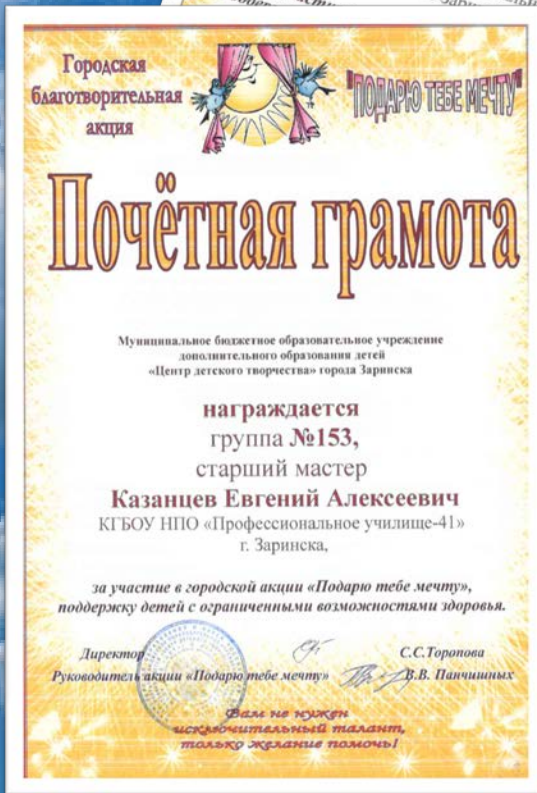 Городская
благотворительная
акция
"ПОДАРЮ ТЕБЕ МЕЧТУ"
Почётная грамота
Муниципальное бюджетное образовательное учреждение
дополнительного образования детей
«Центр детского творчества» города Заринска
награждается
группа №153,
старший мастер
Казанцев Евгений Алексеевич
КГБОУ НПО «Профессиональное училище-41»
г. Заринска,
за участие в городской акции «Подарю тебе мечту»,
поддержку детей с ограниченными возможностями здоровья.
Директор С.С.Торопова
Руководитель акции «Подарю тебе мечту» В.В. Панчишных
Вам не нужен
исключительный талант,
только желание помочь!